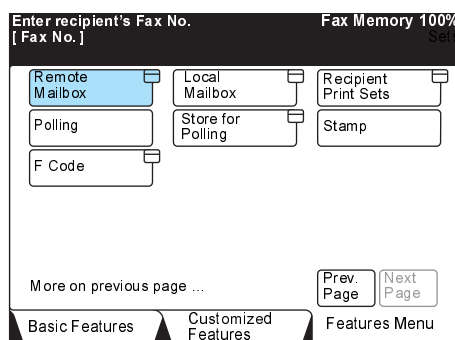 Enter recipient's Fax No. Fax Memory 100%
[ Fax No. ] Sets
Remote Mailbox
Local Mailbox
Recipient Print Sets
Polling
Store for Polling
Stamp
F Code
More on previous page ...
Prev. Page
Next Page
Basic Features
Customized Features
Features Menu